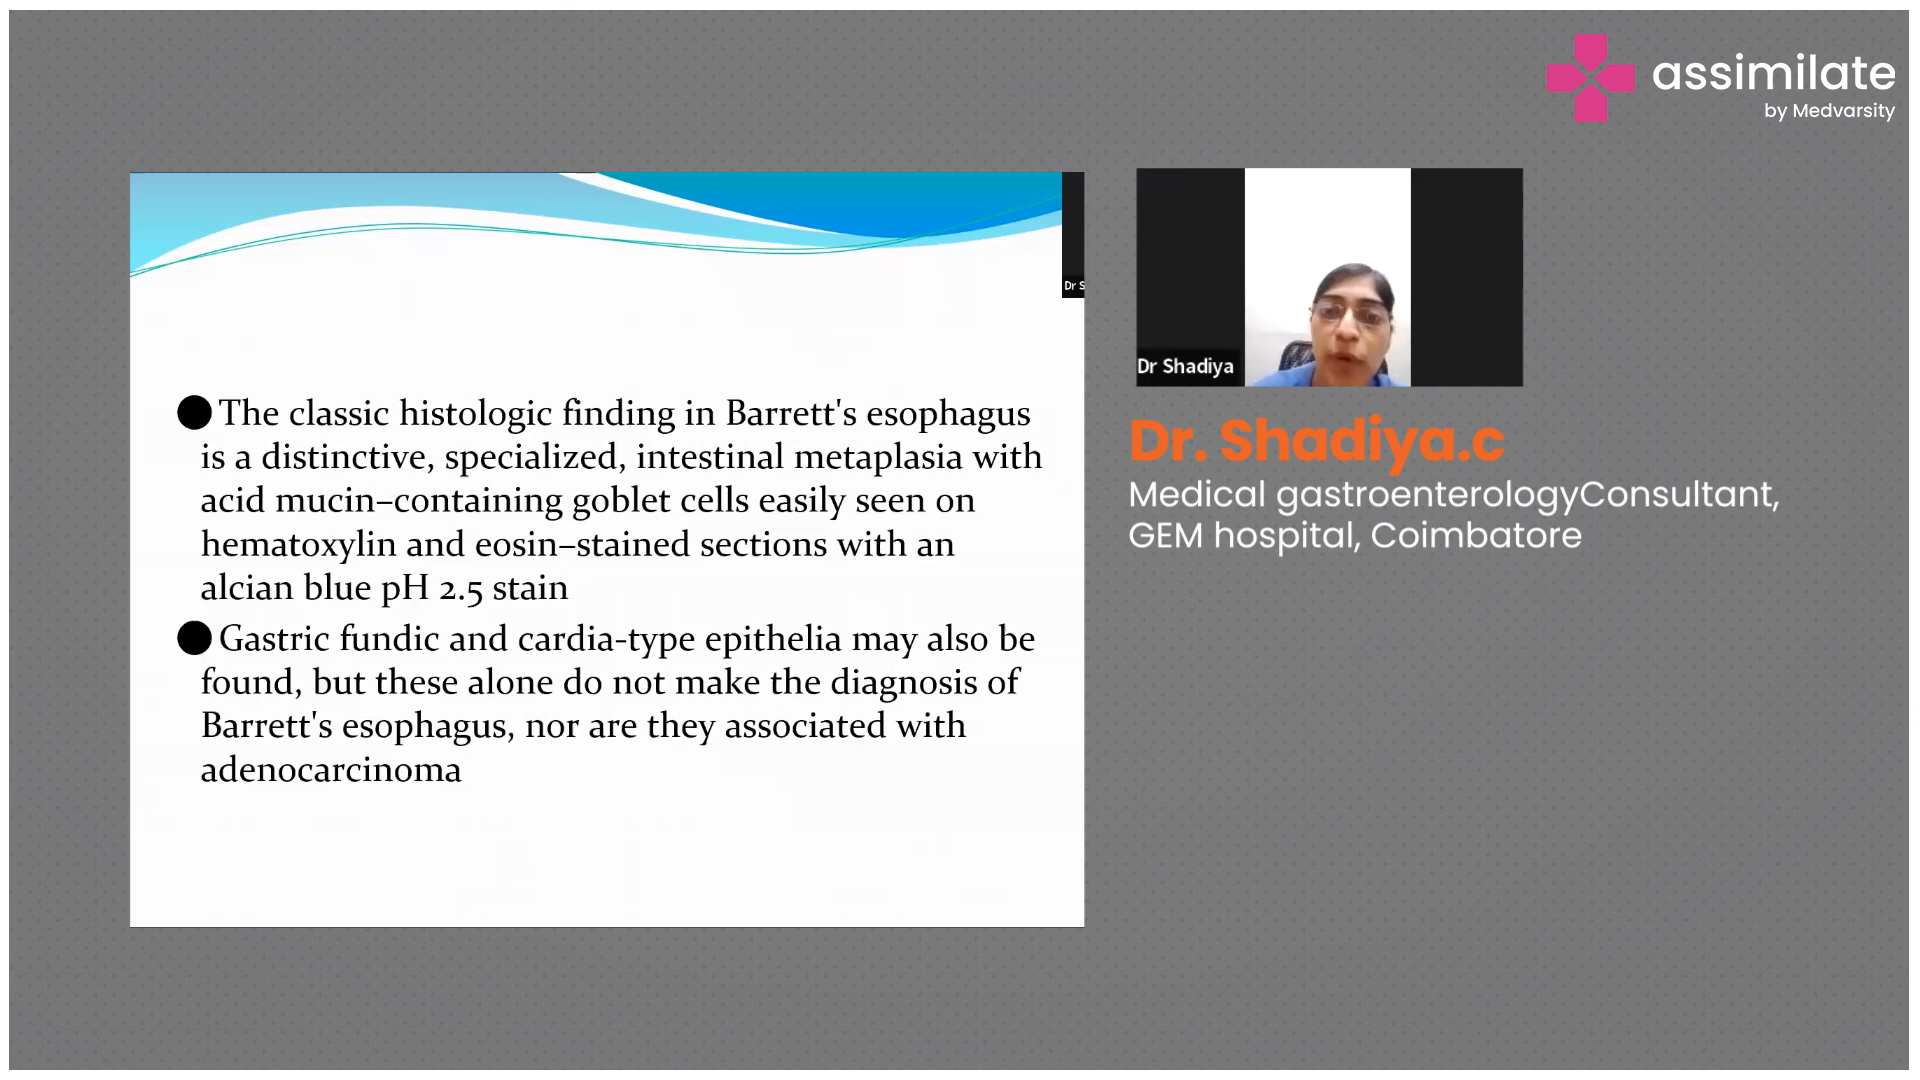 assimilate
by Medvarsity
Dr S
●The classic histologic finding in Barrett's esophagus
is a distinctive, specialized, intestinal metaplasia with
acid mucin–containing goblet cells easily seen on
hematoxylin and eosin–stained sections with an
alcian blue pH 2.5 stain
●Gastric fundic and cardia-type epithelia may also be
found, but these alone do not make the diagnosis of
Barrett's esophagus, nor are they associated with
adenocarcinoma
Dr Shadiya
Dr. Shadiya.c
Medical gastroenterologyConsultant,
GEM hospital, Coimbatore